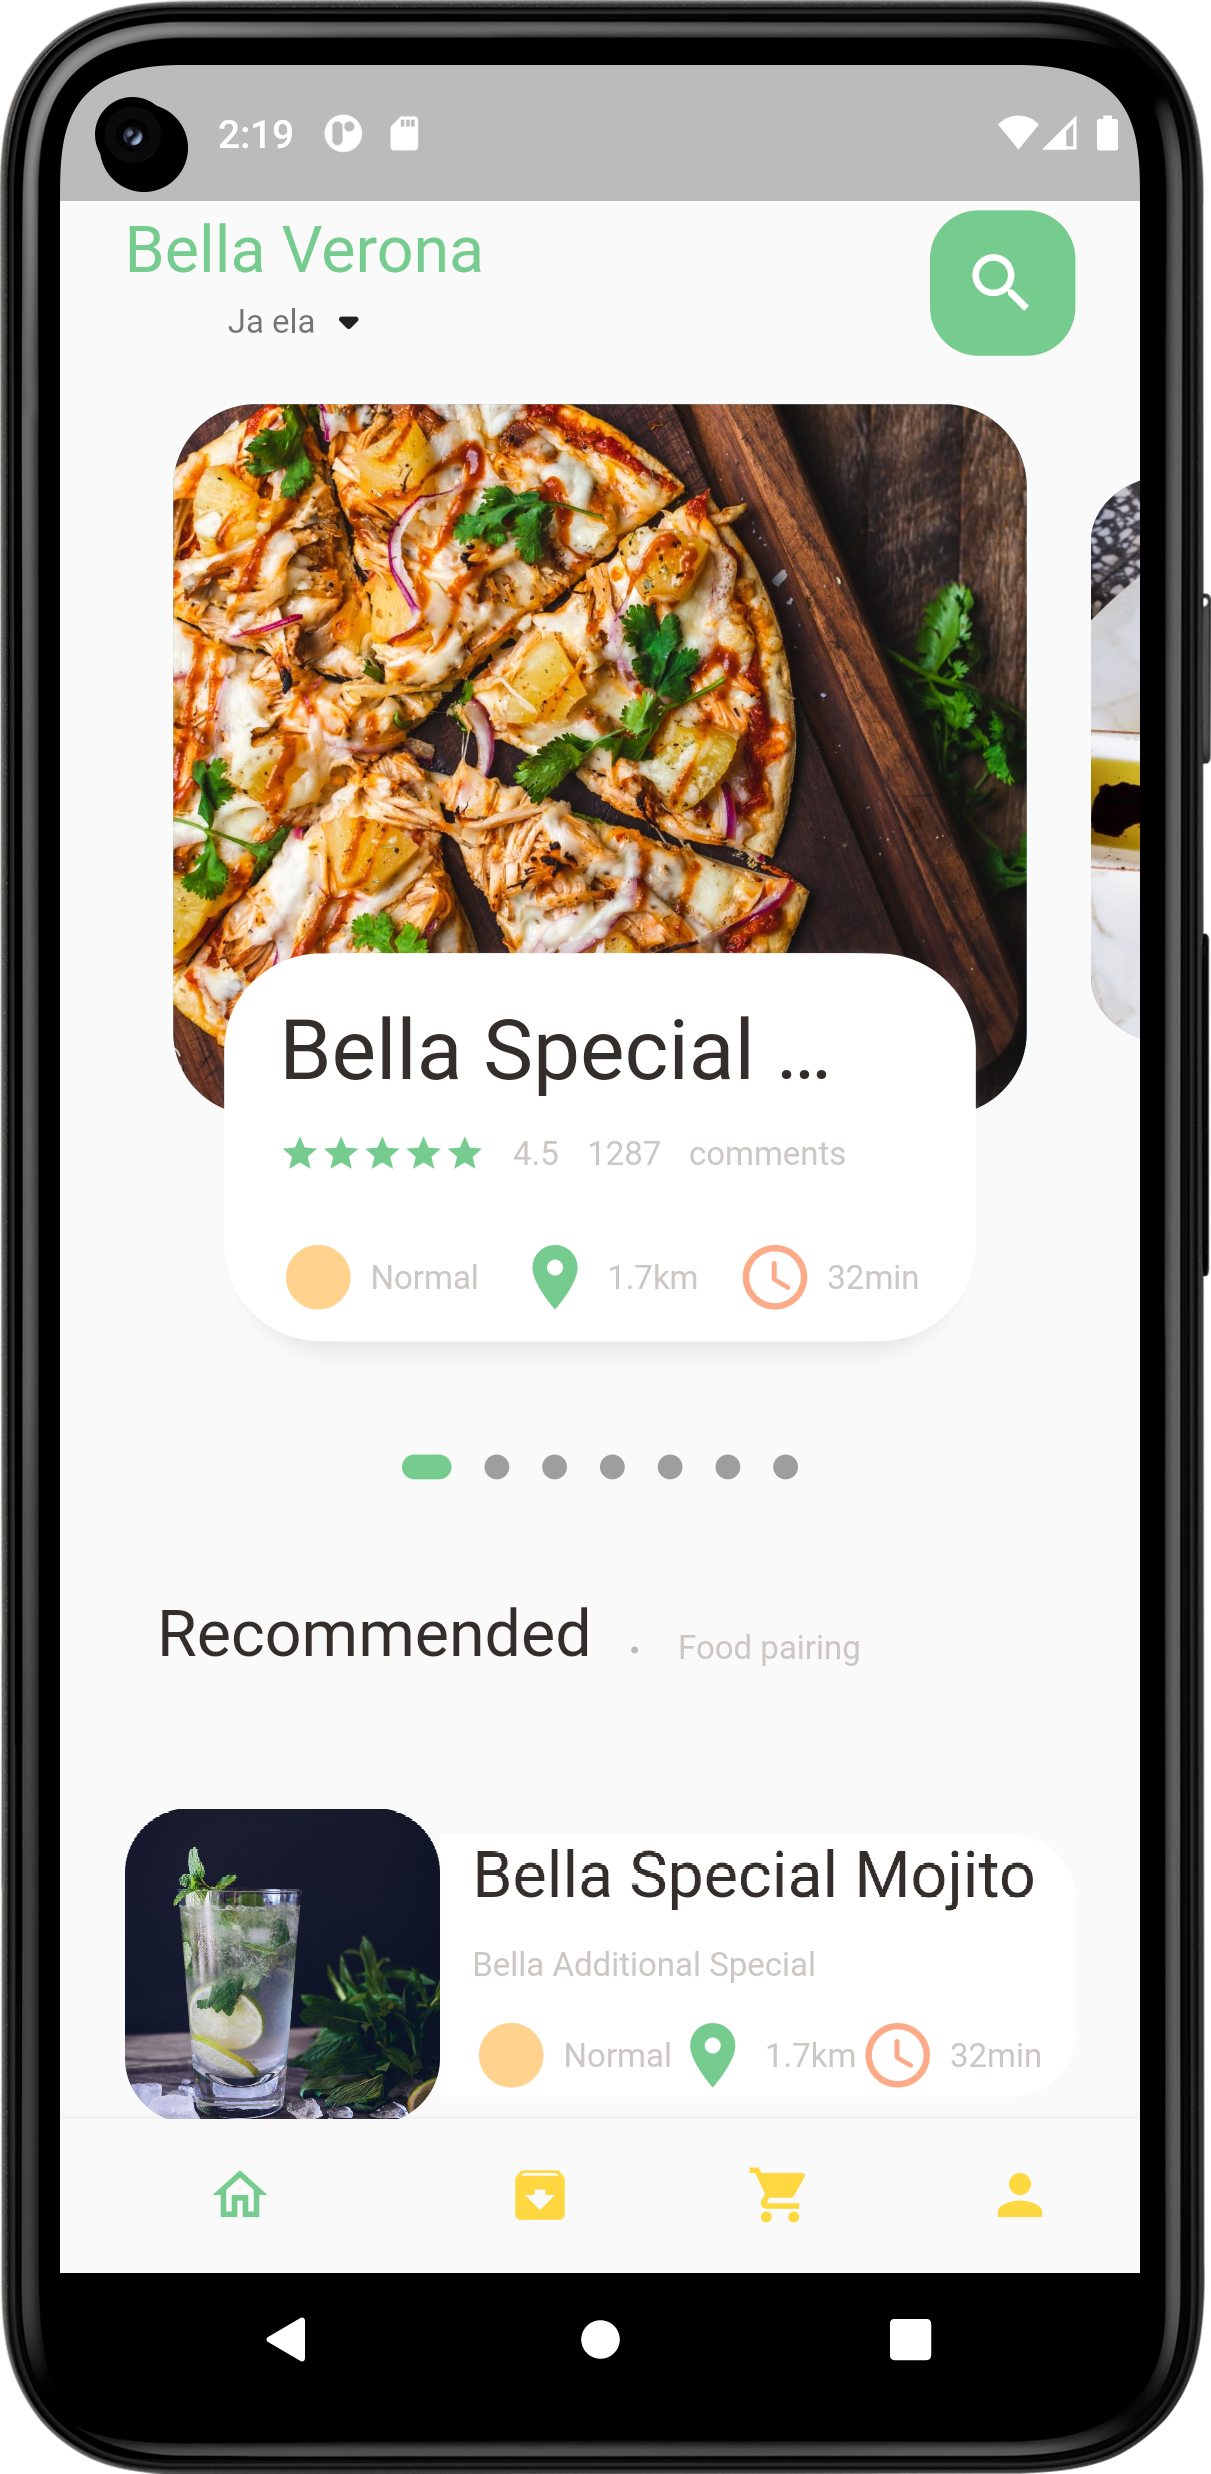 2:19
Bella Verona
Ja ela
Bella Special ...
4.5 1287 comments
Normal 1.7km 32min
Recommended . Food pairing
Bella Special Mojito
Bella Additional Special
Normal 1.7km 32min